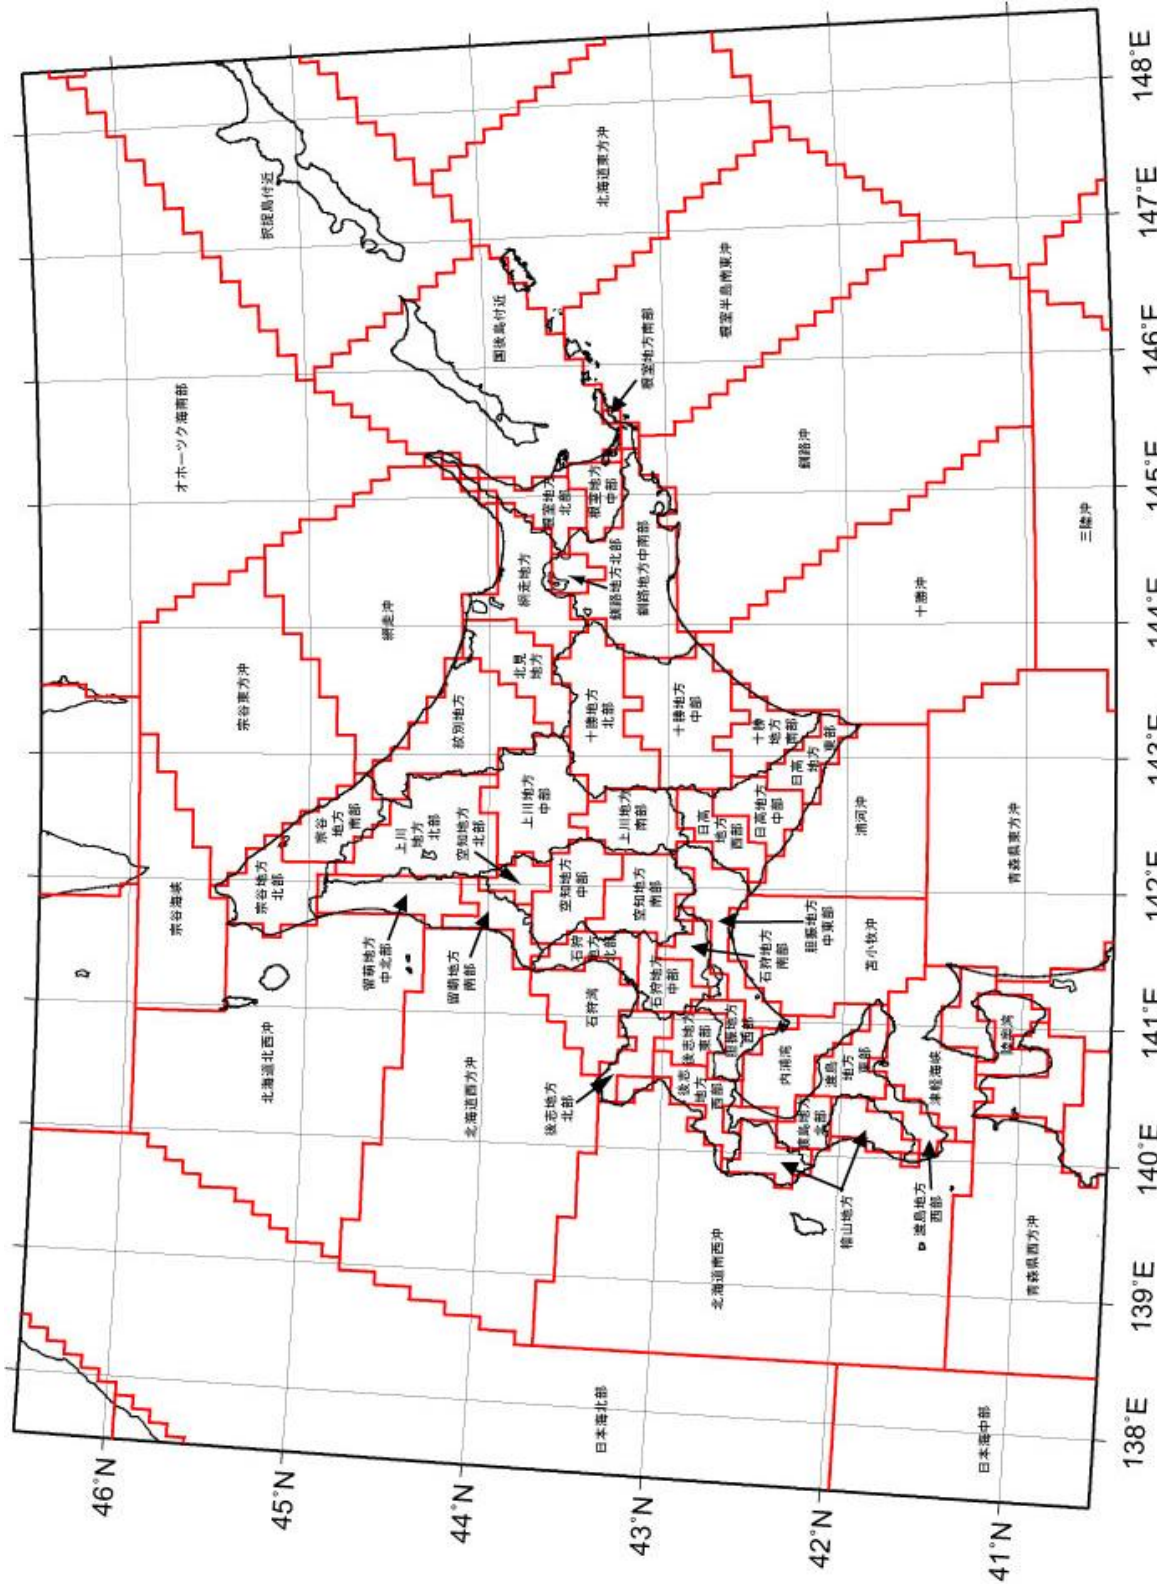 オホーツク海南部
択捉島付近
北海道東方沖
国後島付近
根室半島南東沖
根室地方南部
宗谷東方沖
網走沖
宗谷海峡
釧路沖
十勝沖
三陸沖
根室地方
北部
根室地方
中部
網走地方
釧路地方北部
釧路地方中南部
北見
地方
紋別地方
十勝地方
北部
十勝地方
中部
十勝
地方
南部
日高
地方
東部
宗谷
地方
南部
宗谷地方
北部
上川
地方
北部
上川地方
中部
上川地方
南部
空知地方
北部
空知地方
中部
空知地方
南部
日高
地方
西部
日高地方
中部
浦河沖
青森県東方沖
留萌地方
中北部
留萌地方
南部
石狩
地方
北部
石狩地方
中部
石狩地方
南部
胆振地方
中東部
苫小牧沖
石狩湾
後志地方
北部
後志地方
東部
後志
地方
西部
胆振地方
西部
内浦湾
渡島
地方
東部
渡島地方
北部
津軽海峡
陸奥湾
檜山地方
渡島地方
西部
北海道北西沖
北海道西方沖
北海道南西沖
青森県西方沖
日本海北部
日本海中部
46°N
45°N
44°N
43°N
42°N
41°N
138°E
139°E
140°E
141°E
142°E
143°E
144°E
145°E
146°E
147°E
148°E